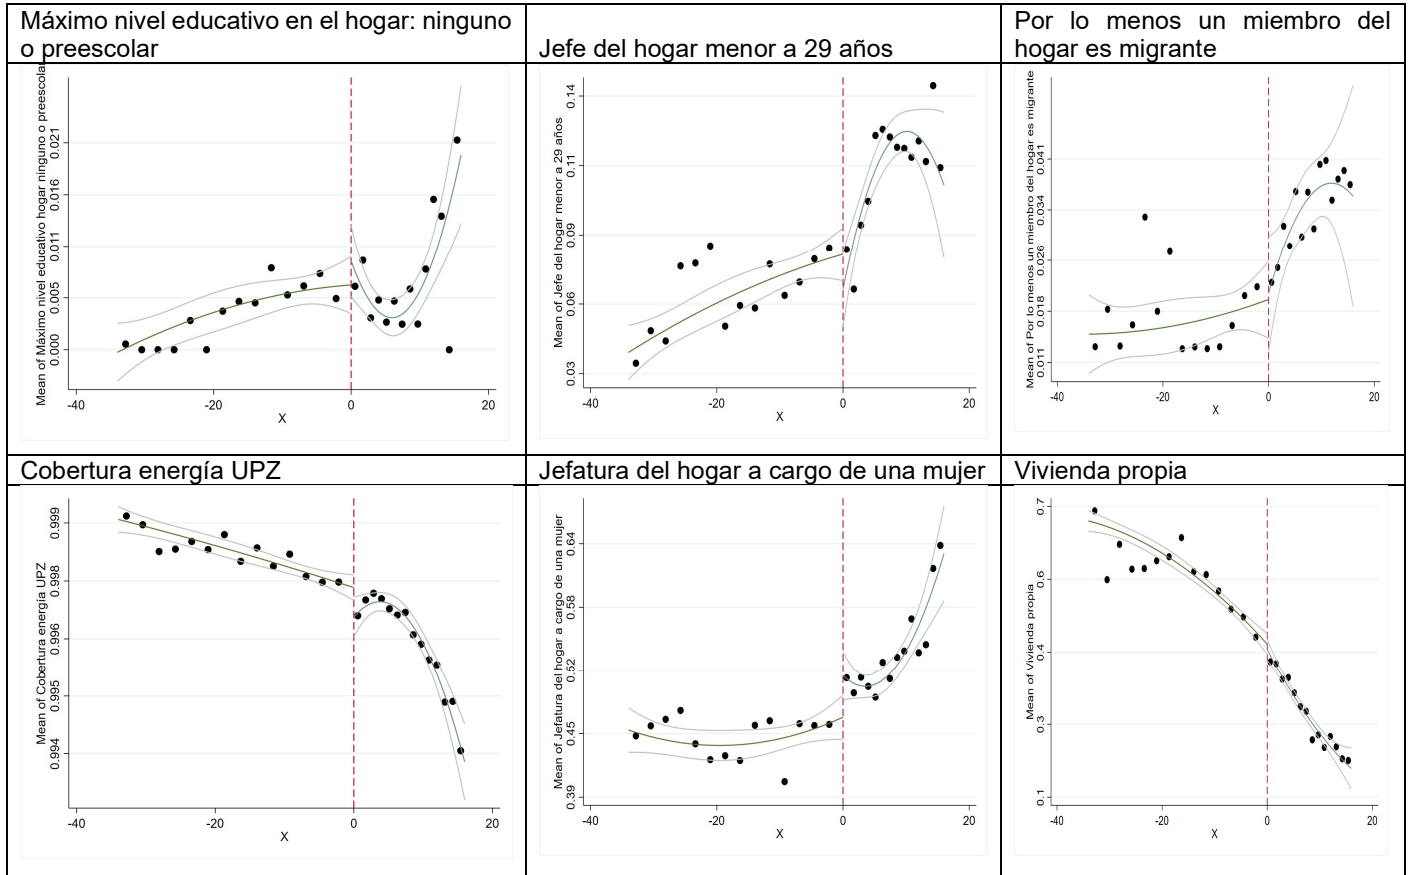 Máximo nivel educativo en el hogar: ninguno
o preescolar
Jefe del hogar menor a 29 años
Por lo menos un miembro del
hogar es migrante
Mean of Máximo nivel educativo hogar ninguno o preescolar
0.021
0.016
0.011
0.005
0.000
-40
-20
0
20
X
Mean of Jefe del hogar menor a 29 años
0.14
0.11
0.09
0.06
0.03
-40
-20
0
20
X
Mean of Por lo menos un miembro del hogar es migrante
0.041
0.034
0.026
0.018
0.011
-40
-20
0
20
X
Cobertura energía UPZ
Jefatura del hogar a cargo de una mujer
Vivienda propia
Mean of Cobertura energía UPZ
0.999
0.998
0.996
0.995
0.994
-40
-20
0
20
X
Mean of Jefatura del hogar a cargo de una mujer
0.64
0.58
0.52
0.45
0.39
-40
-20
0
20
X
Mean of Vivienda propia
0.7
0.6
0.4
0.3
0.1
-40
-20
0
20
X